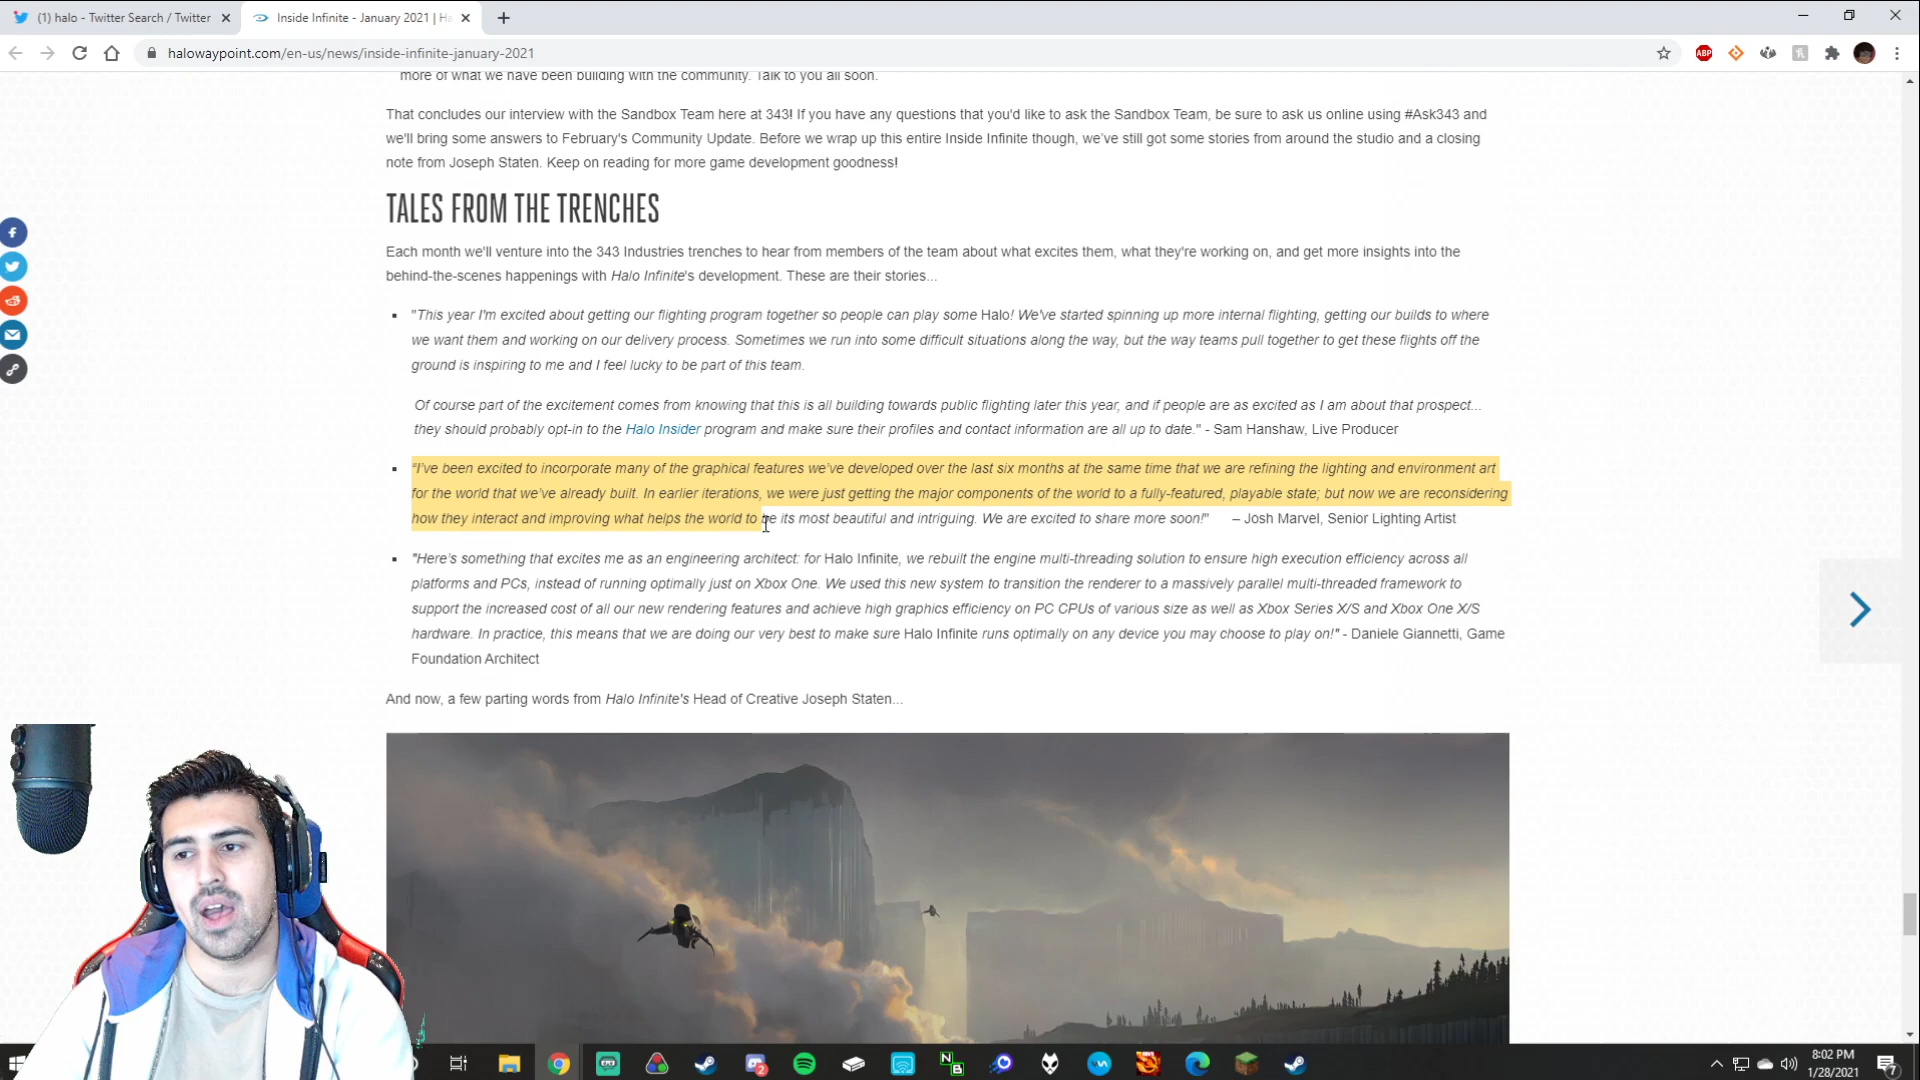 (1) halo - Twitter Search / Twitter
Inside Infinite - January 2021 | Ha
halowaypoint.com/en-us/news/inside-infinite-january-2021
ABP
more of what we have been building with the community. Talk to you all soon.
That concludes our interview with the Sandbox Team here at 343! If you have any questions that you'd like to ask the Sandbox Team, be sure to ask us online using #Ask343 and
we'll bring some answers to February's Community Update. Before we wrap up this entire Inside Infinite though, we've still got some stories from around the studio and a closing
note from Joseph Staten. Keep on reading for more game development goodness!
TALES FROM THE TRENCHES
Each month we'll venture into the 343 Industries trenches to hear from members of the team about what excites them, what they're working on, and get more insights into the
behind-the-scenes happenings with Halo Infinite's development. These are their stories...
"This year I'm excited about getting our flighting program together so people can play some Halo! We've started spinning up more internal flighting, getting our builds to where
we want them and working on our delivery process. Sometimes we run into some difficult situations along the way, but the way teams pull together to get these flights off the
ground is inspiring to me and I feel lucky to be part of this team.
Of course part of the excitement comes from knowing that this is all building towards public flighting later this year, and if people are as excited as I am about that prospect...
they should probably opt-in to the Halo Insider program and make sure their profiles and contact information are all up to date." - Sam Hanshaw, Live Producer
“I’ve been excited to incorporate many of the graphical features we’ve developed over the last six months at the same time that we are refining the lighting and environment art
for the world that we’ve already built. In earlier iterations, we were just getting the major components of the world to a fully-featured, playable state; but now we are reconsidering
how they interact and improving what helps the world to be its most beautiful and intriguing. We are excited to share more soon!" – Josh Marvel, Senior Lighting Artist
"Here’s something that excites me as an engineering architect: for Halo Infinite, we rebuilt the engine multi-threading solution to ensure high execution efficiency across all
platforms and PCs, instead of running optimally just on Xbox One. We used this new system to transition the renderer to a massively parallel multi-threaded framework to
support the increased cost of all our new rendering features and achieve high graphics efficiency on PC CPUs of various size as well as Xbox Series X/S and Xbox One X/S
hardware. In practice, this means that we are doing our very best to make sure Halo Infinite runs optimally on any device you may choose to play on!" - Daniele Giannetti, Game
Foundation Architect
And now, a few parting words from Halo Infinite's Head of Creative Joseph Staten...
2
N
B
8:02 PM
1/28/2021
7